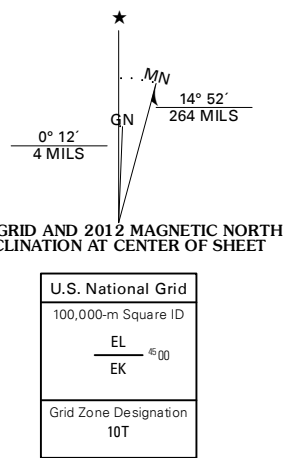 ★
MN
GN
14° 52´
264 MILS
0° 12´
4 MILS
GRID AND 2012 MAGNETIC NORTH
CLINATION AT CENTER OF SHEET
U.S. National Grid
100,000-m Square ID
EL
4500
EK
Grid Zone Designation
10T